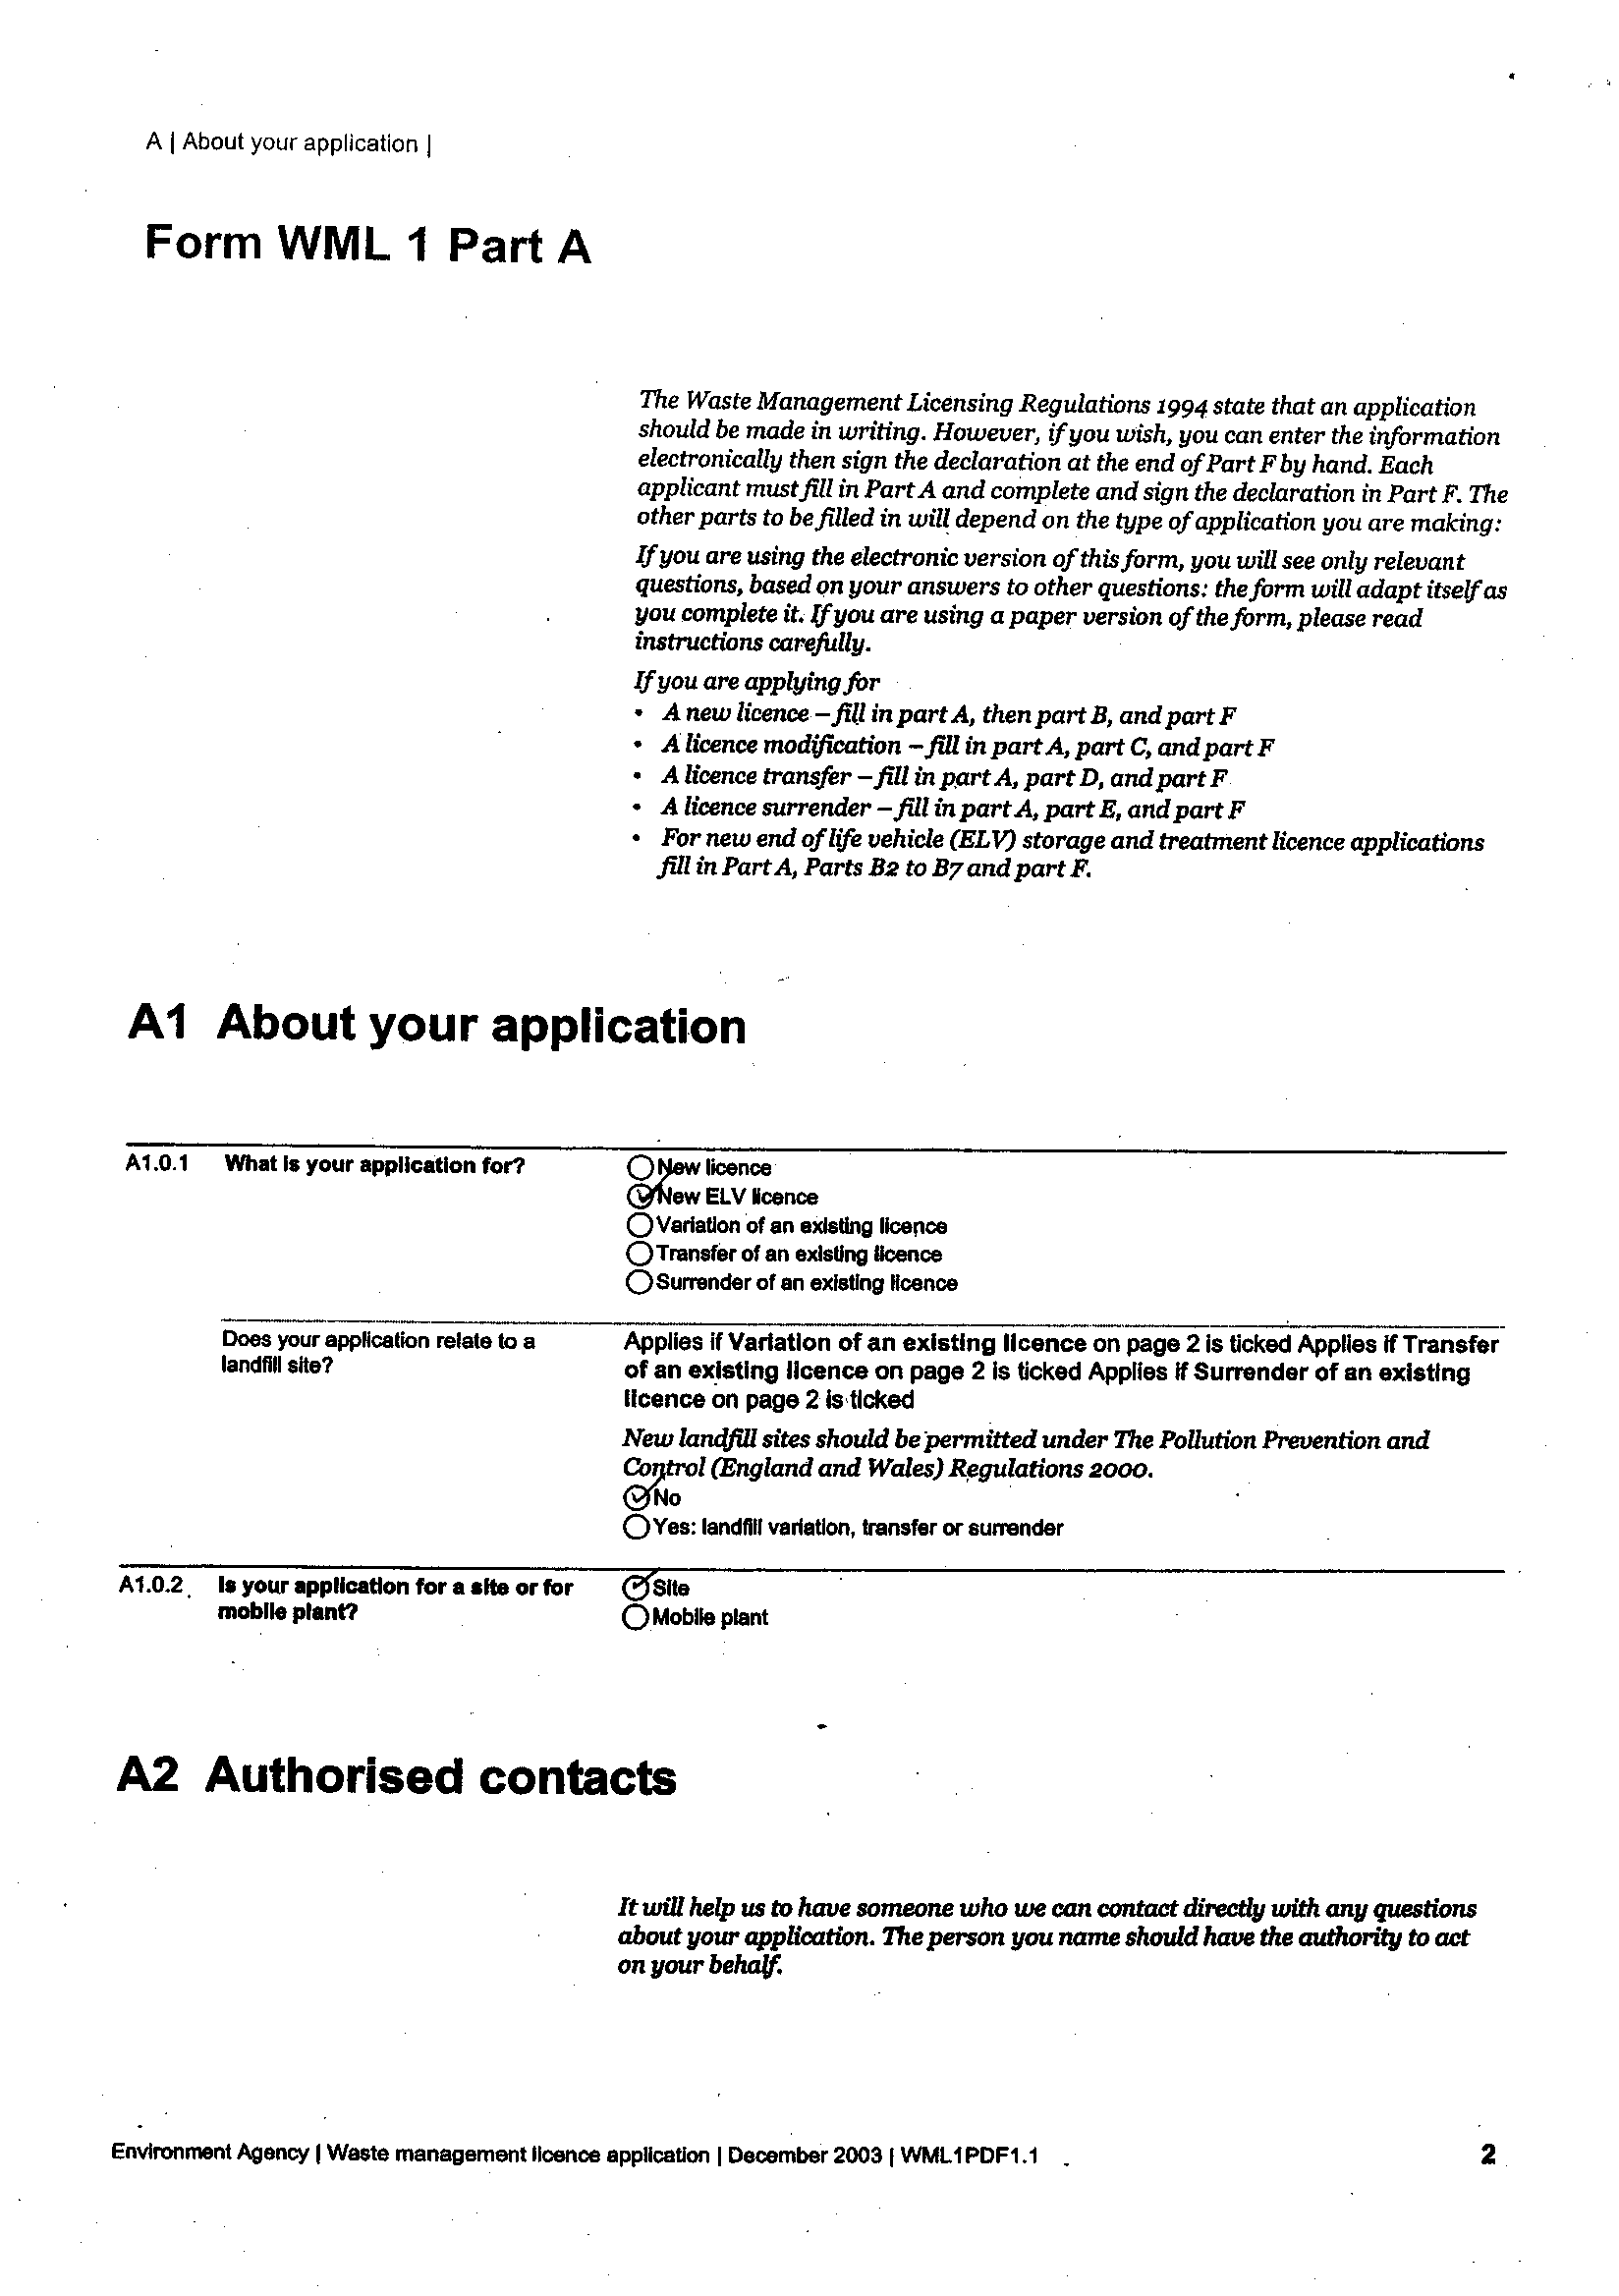 A | About your application |
Form WML 1 Part A
The Waste Management Licensing Regulations 1994 state that an application
should be made in writing. However, if you wish, you can enter the information
electronically then sign the declaration at the end of Part F by hand. Each
applicant must fill in Part A and complete and sign the declaration in Part F. The
other parts to be filled in will depend on the type of application you are making:
If you are using the electronic version of this form, you will see only relevant
questions, based on your answers to other questions: the form will adapt itself as
you complete it. If you are using a paper version of the form, please read
instructions carefully.
If you are applying for
• A new licence – fill in part A, then part B, and part F
• A licence modification – fill in part A, part C, and part F
• A licence transfer – fill in part A, part D, and part F
• A licence surrender – fill in part A, part E, and part F
• For new end of life vehicle (ELV) storage and treatment licence applications
fill in Part A, Parts B2 to B7 and part F.
A1 About your application
A1.0.1 What is your application for?
New licence
New ELV licence
Variation of an existing licence
Transfer of an existing licence
Surrender of an existing licence
Does your application relate to a
landfill site?
Applies if Variation of an existing licence on page 2 is ticked Applies if Transfer
of an existing licence on page 2 is ticked Applies if Surrender of an existing
licence on page 2 is ticked
New landfill sites should be permitted under The Pollution Prevention and
Control (England and Wales) Regulations 2000.
No
Yes: landfill variation, transfer or surrender
A1.0.2 Is your application for a site or for
mobile plant?
Site
Mobile plant
A2 Authorised contacts
It will help us to have someone who we can contact directly with any questions
about your application. The person you name should have the authority to act
on your behalf.
Environment Agency | Waste management licence application | December 2003 | WML1PDF1.1 2